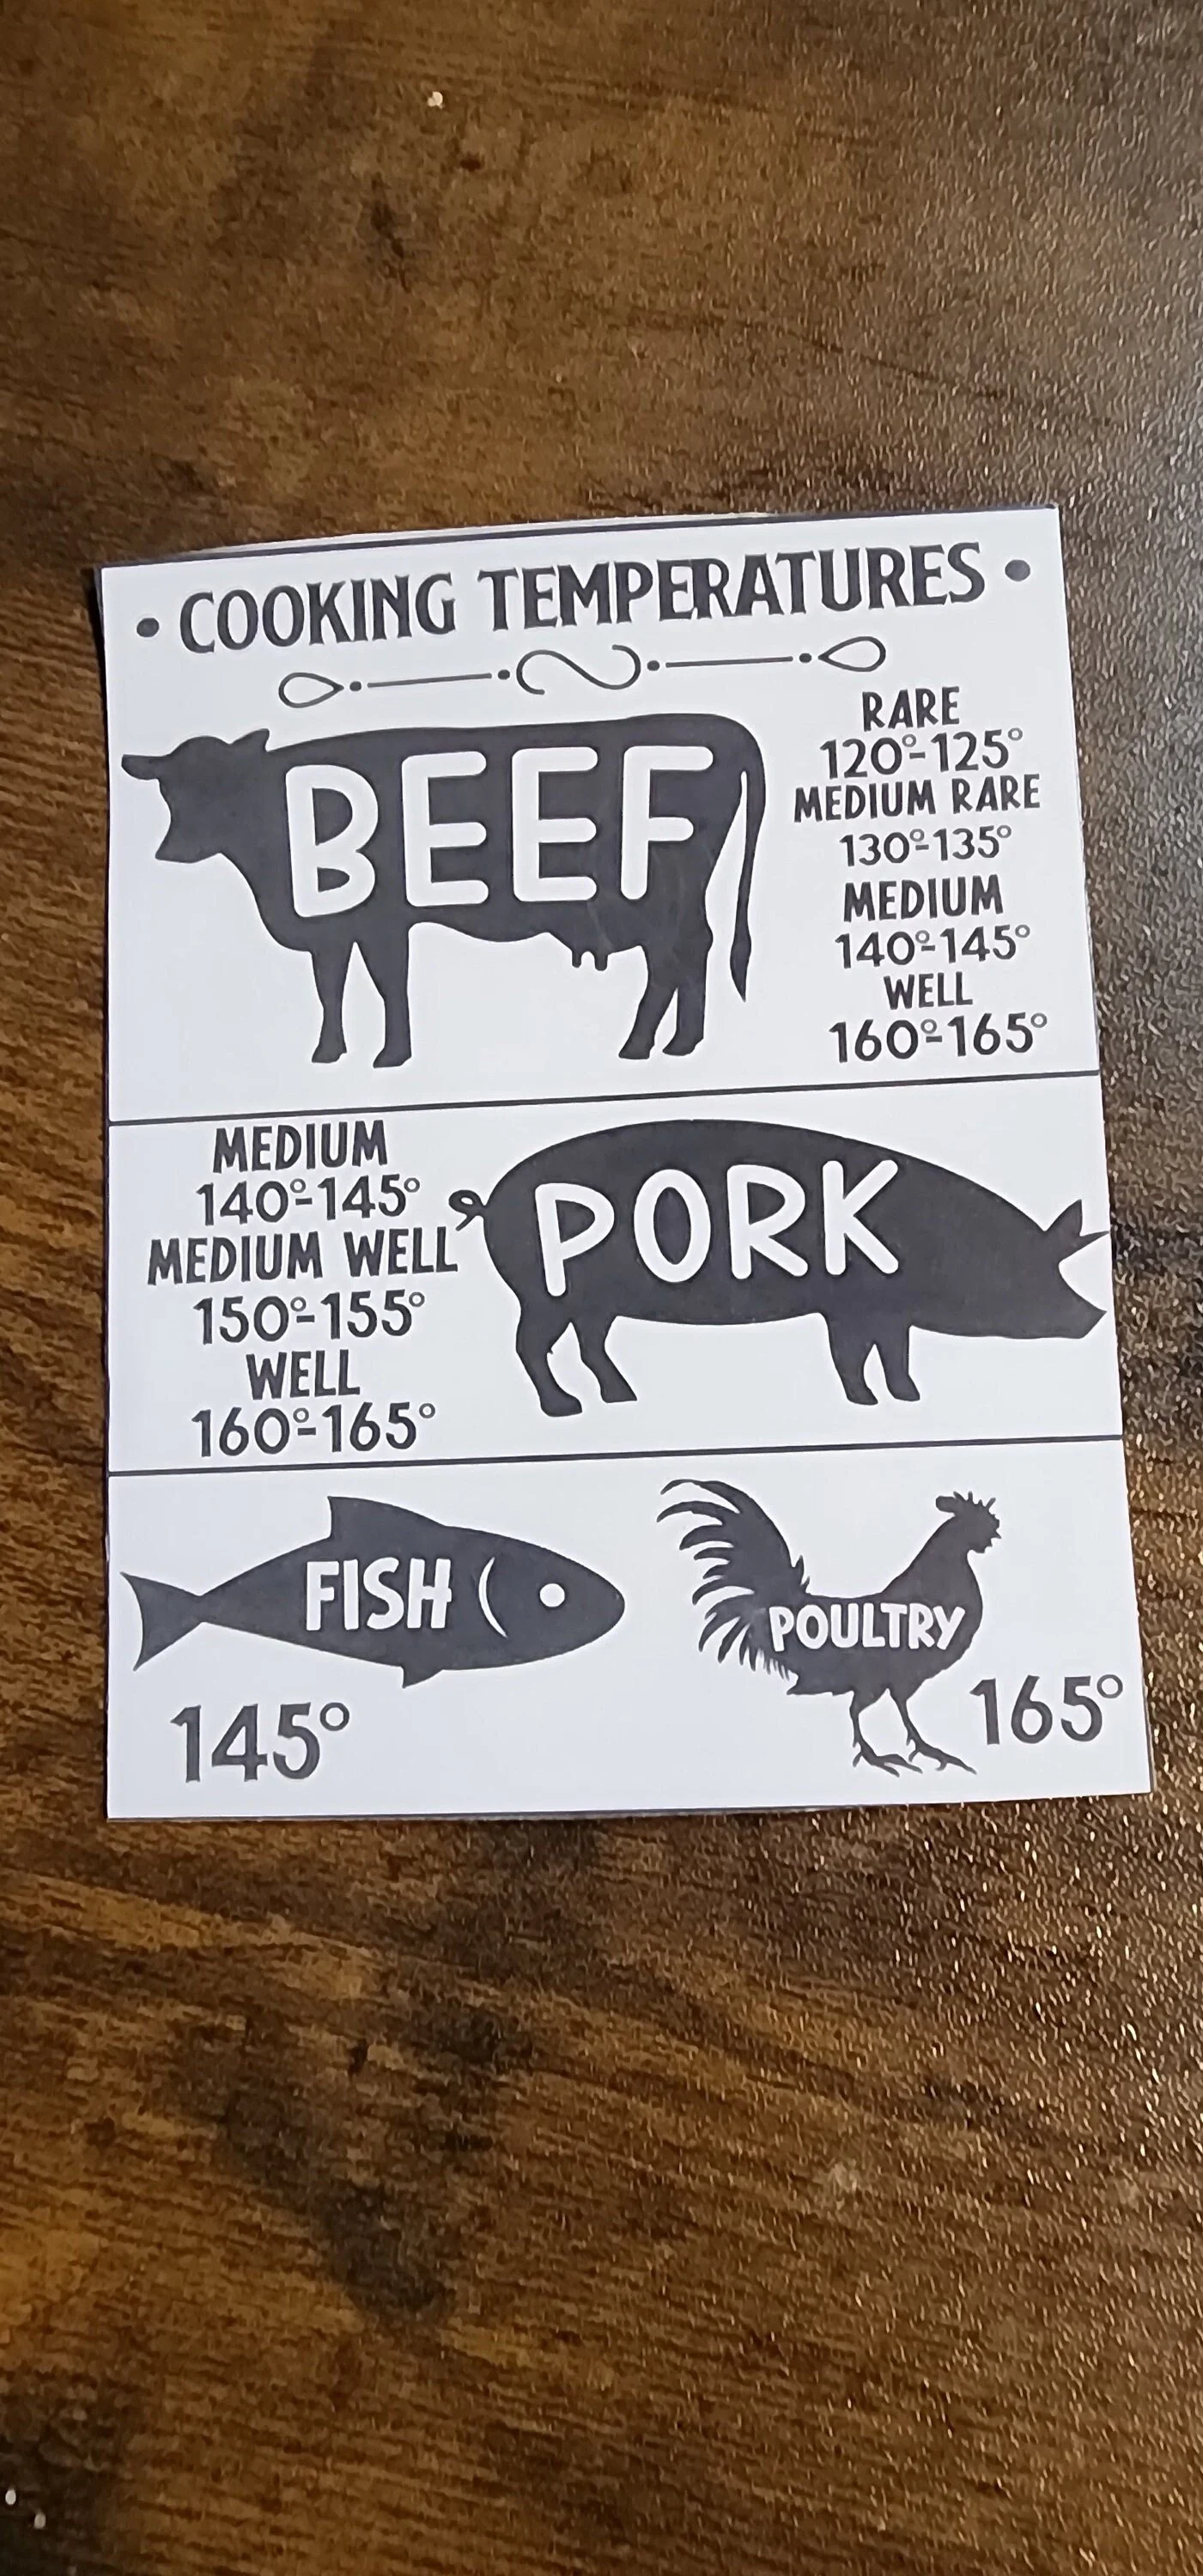 • COOKING TEMPERATURES •
BEEF
RARE
120°-125°
MEDIUM RARE
130°-135°
MEDIUM
140°-145°
WELL
160°-165°
MEDIUM
140°-145°
MEDIUM WELL
150°-155°
WELL
160°-165°
PORK
FISH
145°
POULTRY
165°